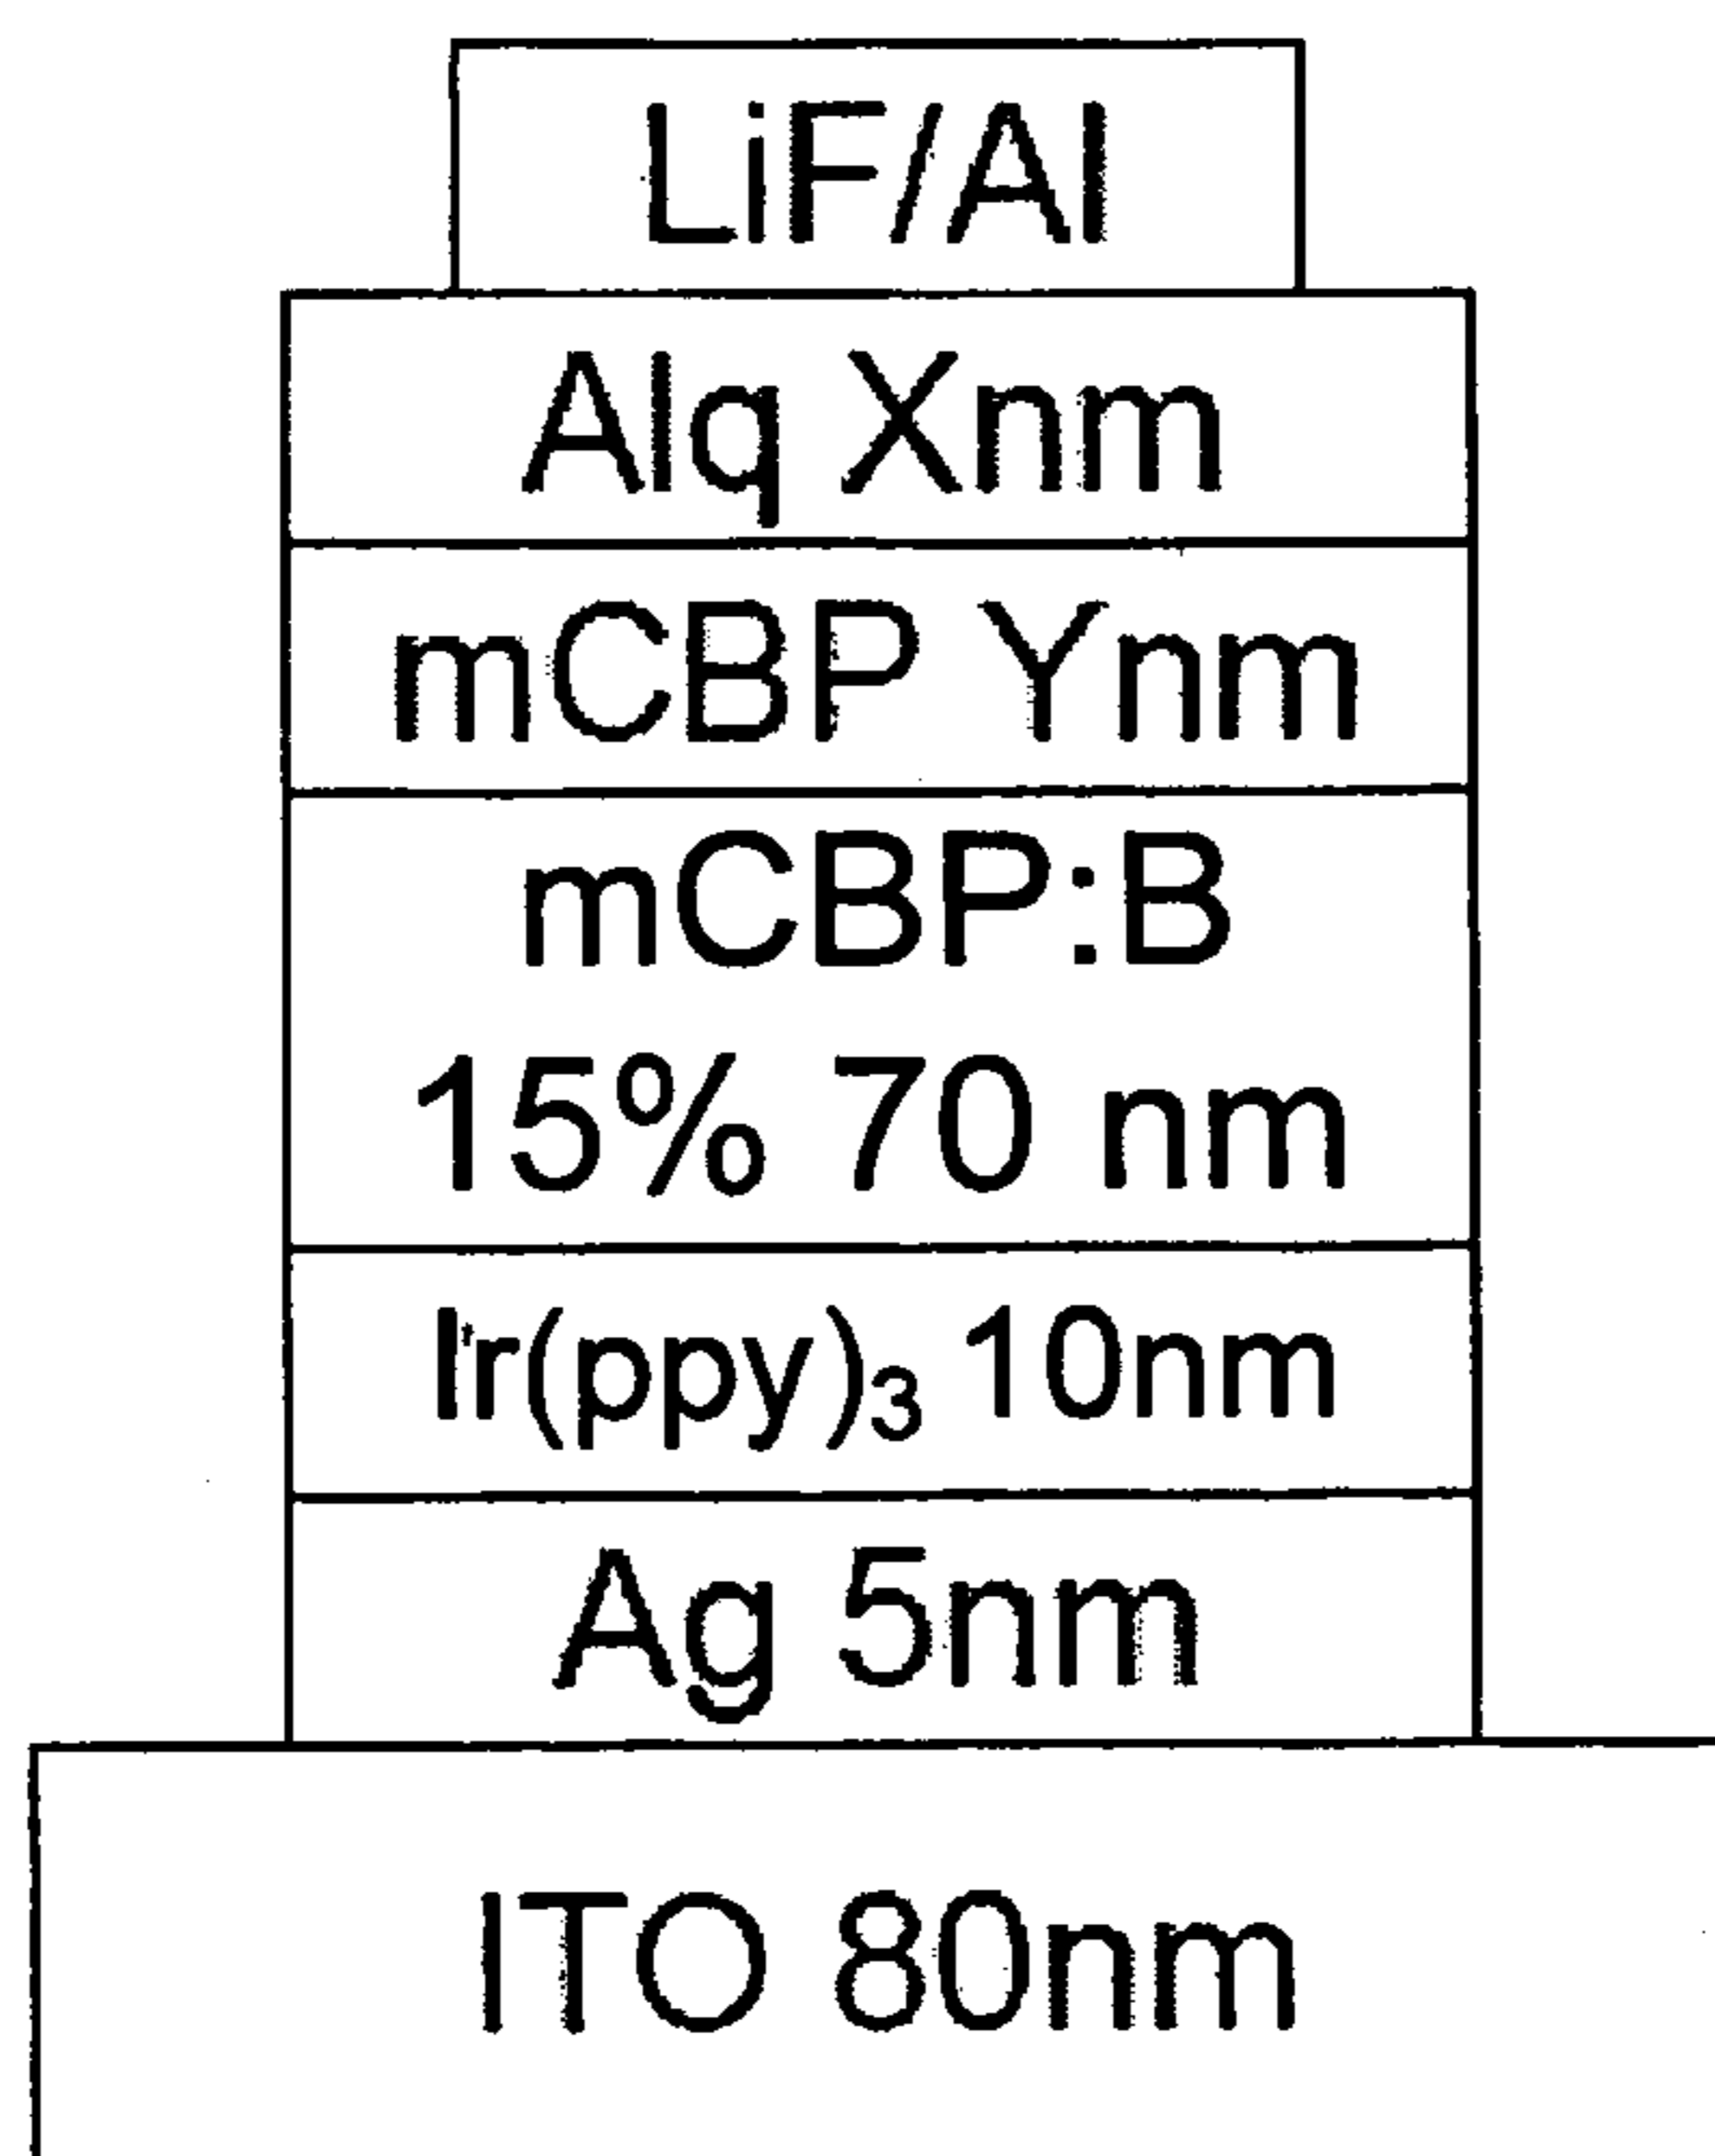 LiF/Al
Alq Xnm
mCBP Ynm
mCBP:B
15% 70 nm
Ir(ppy)₃ 10nm
Ag 5nm
ITO 80nm